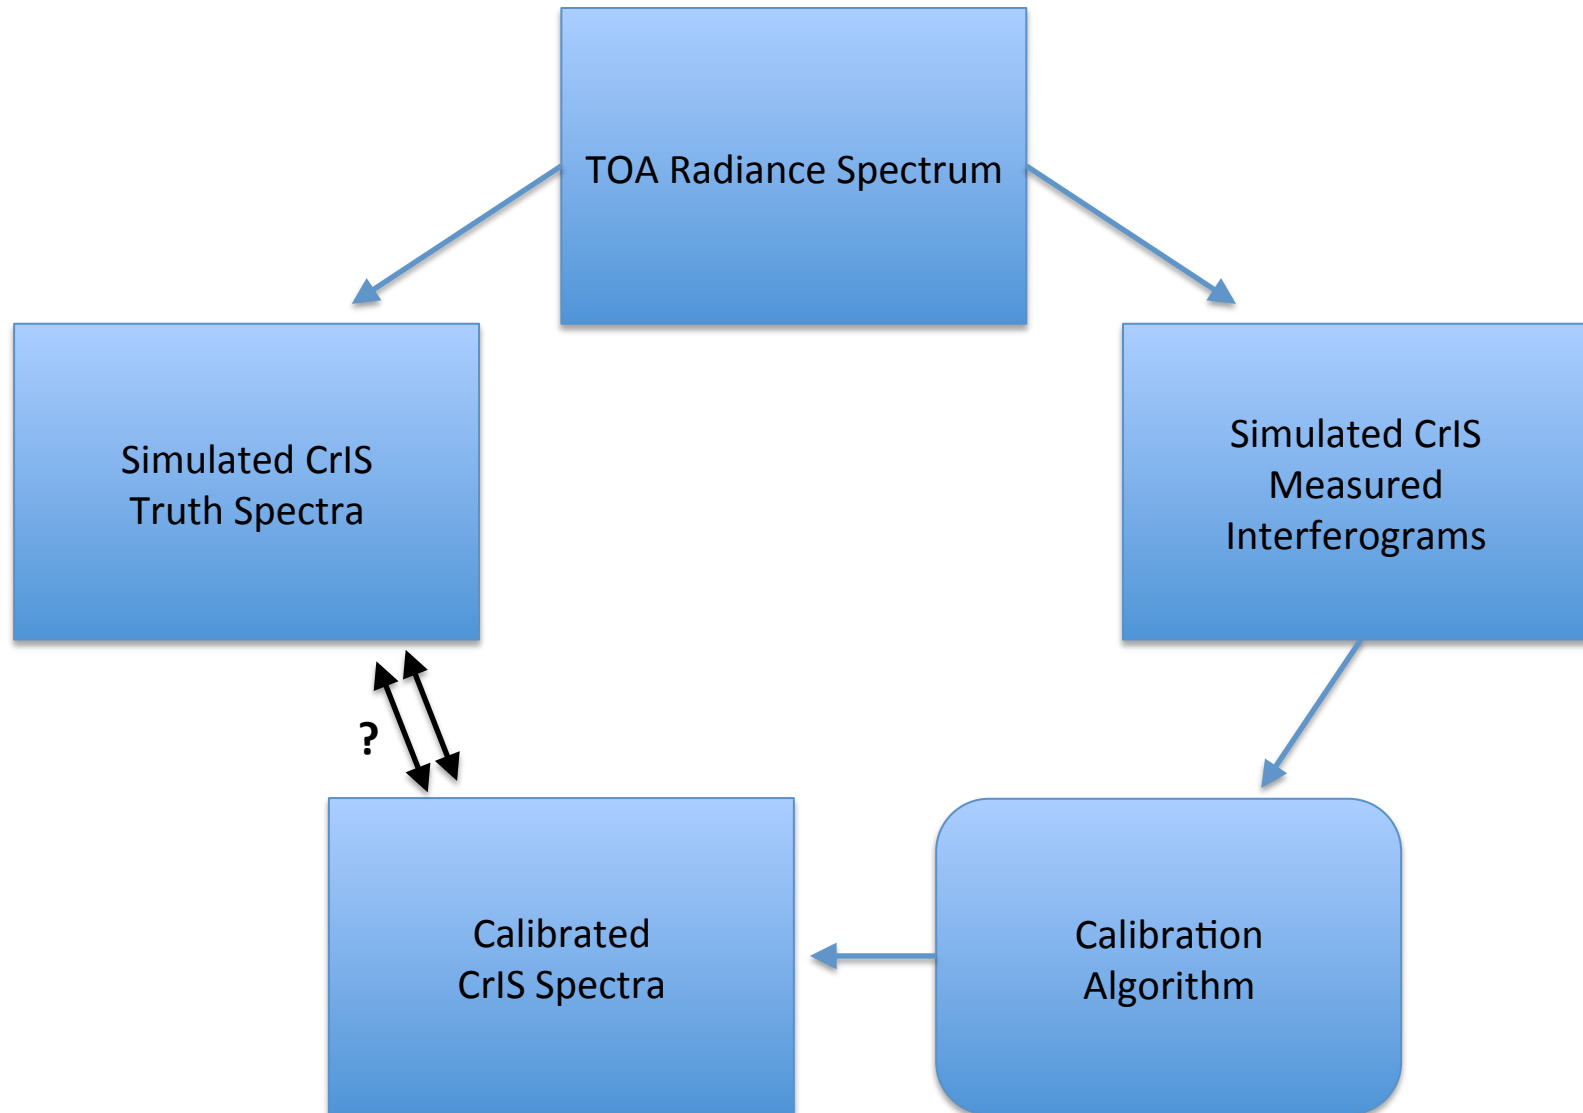 TOA Radiance Spectrum
Simulated CrIS
Truth Spectra
Simulated CrIS
Measured
Interferograms
?
Calibrated
CrIS Spectra
Calibration
Algorithm